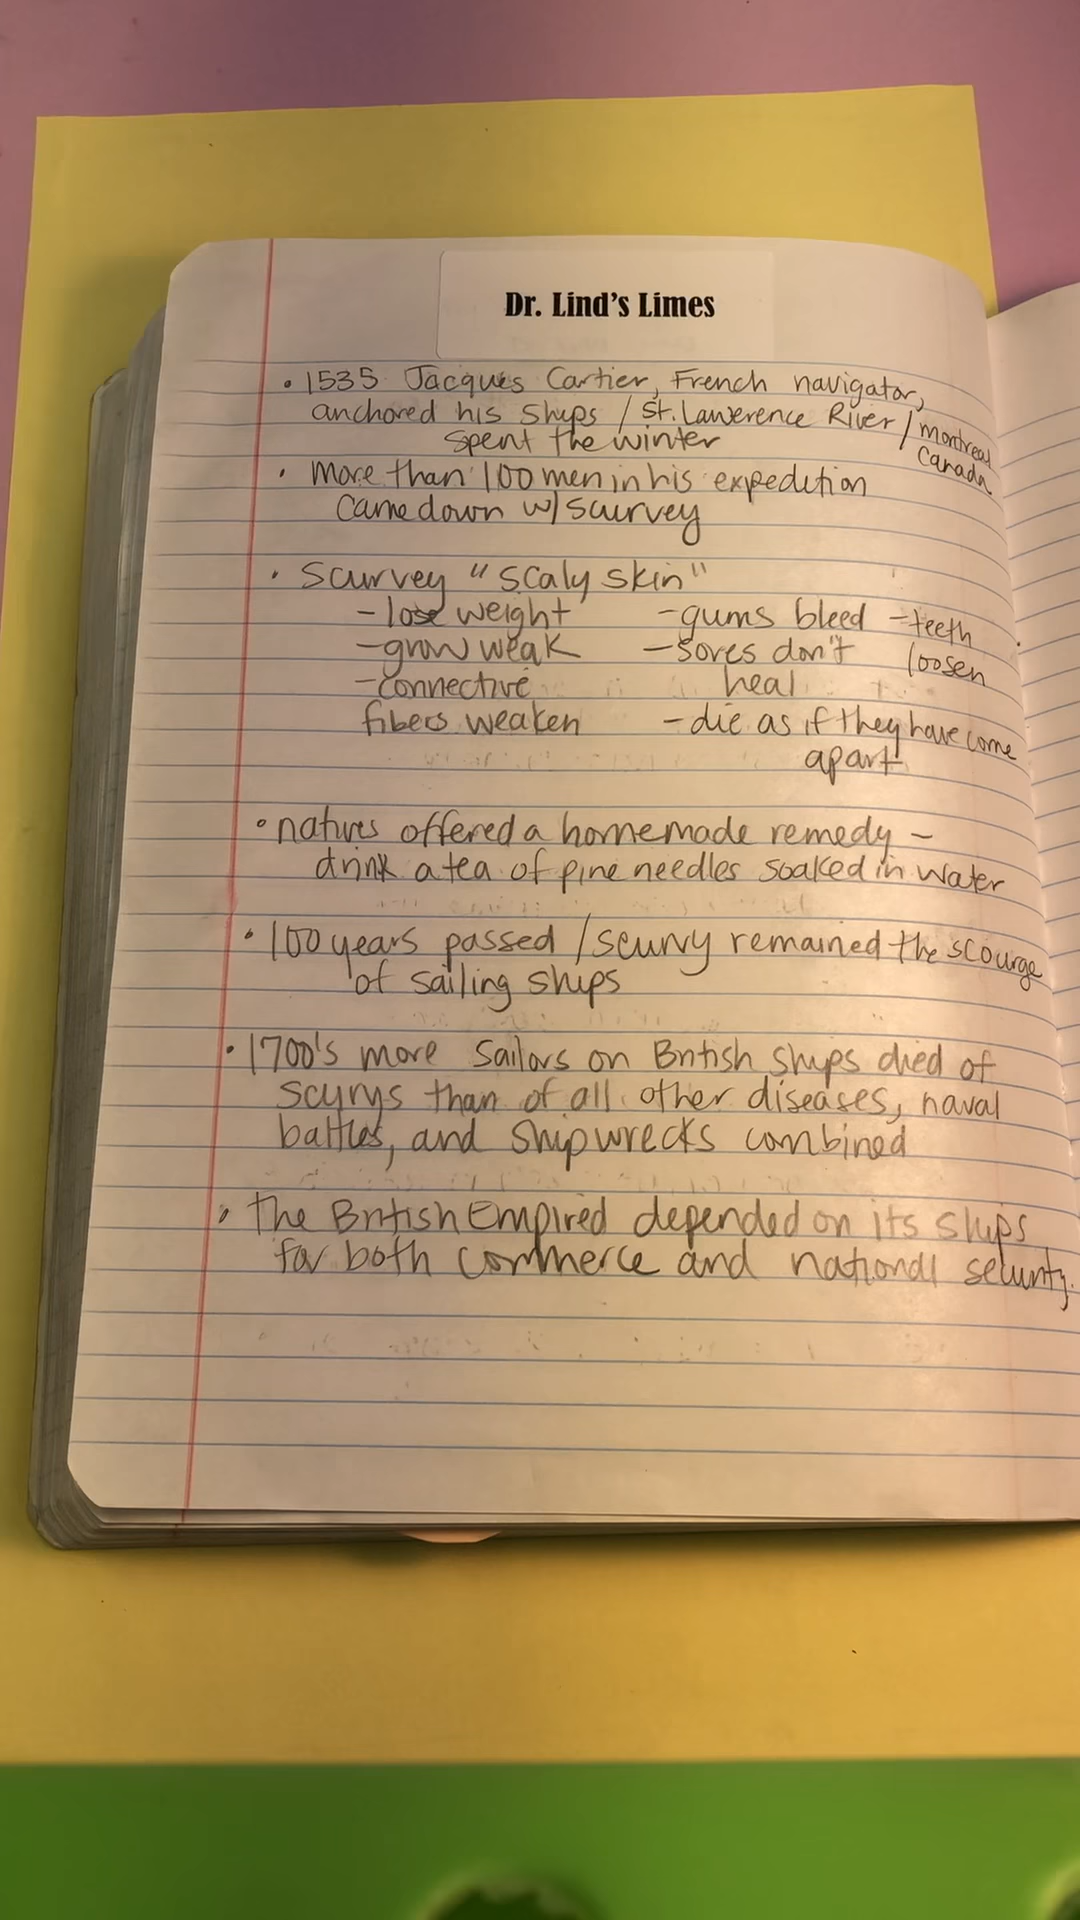 Dr. Lind's Limes
• 1535 Jacques Cartier, French navigator,
anchored his ships / St. Lawerence River / montreal
Canada
spent the winter
• More than 100 men in his expedition
came down w/ scurvey
• Scurvey "scaly skin"
- lose weight - gums bleed - teeth
loosen
- grow weak - sores don't
heal
- connective
fibers weaken - die as if they have come
apart
• natives offered a homemade remedy -
drink a tea of pine needles soaked in water
• 100 years passed / scurvy remained the scourge
of sailing ships
• 1700's more sailors on British ships died of
scyrys than of all other diseases, naval
battles, and shipwrecks combined
• The British Empired depended on its ships
for both commerce and national security.